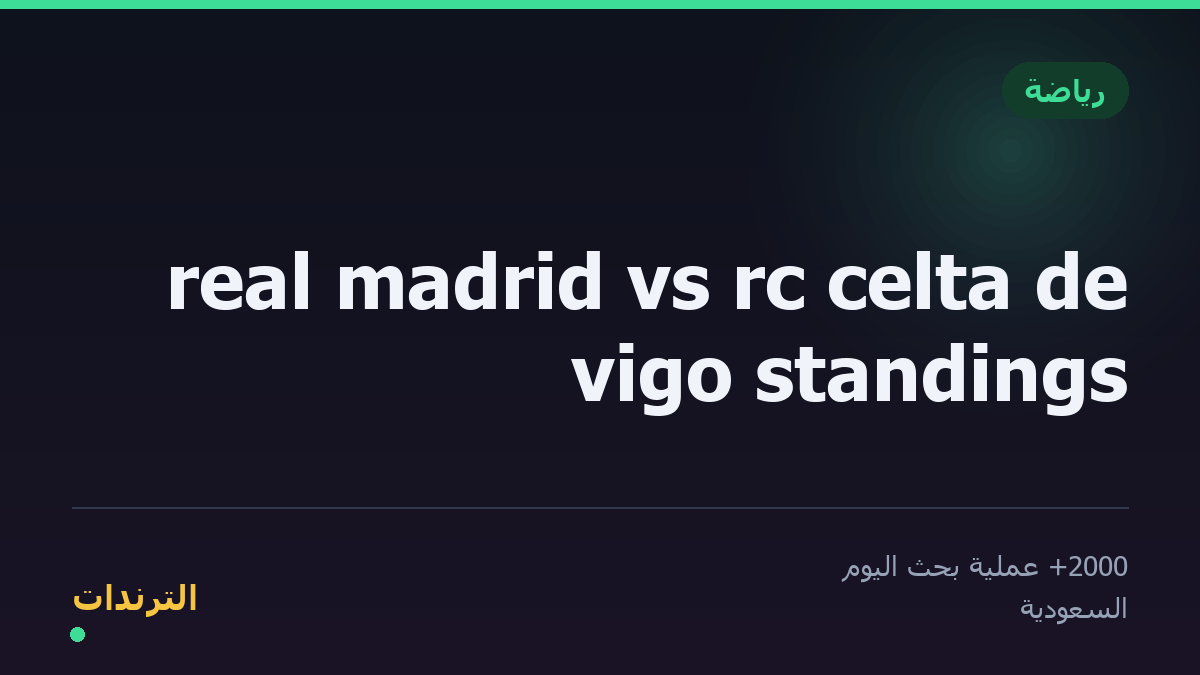 رياضة
real madrid vs rc celta de
vigo standings
+2000 عملية بحث اليوم
السعودية
الترندات